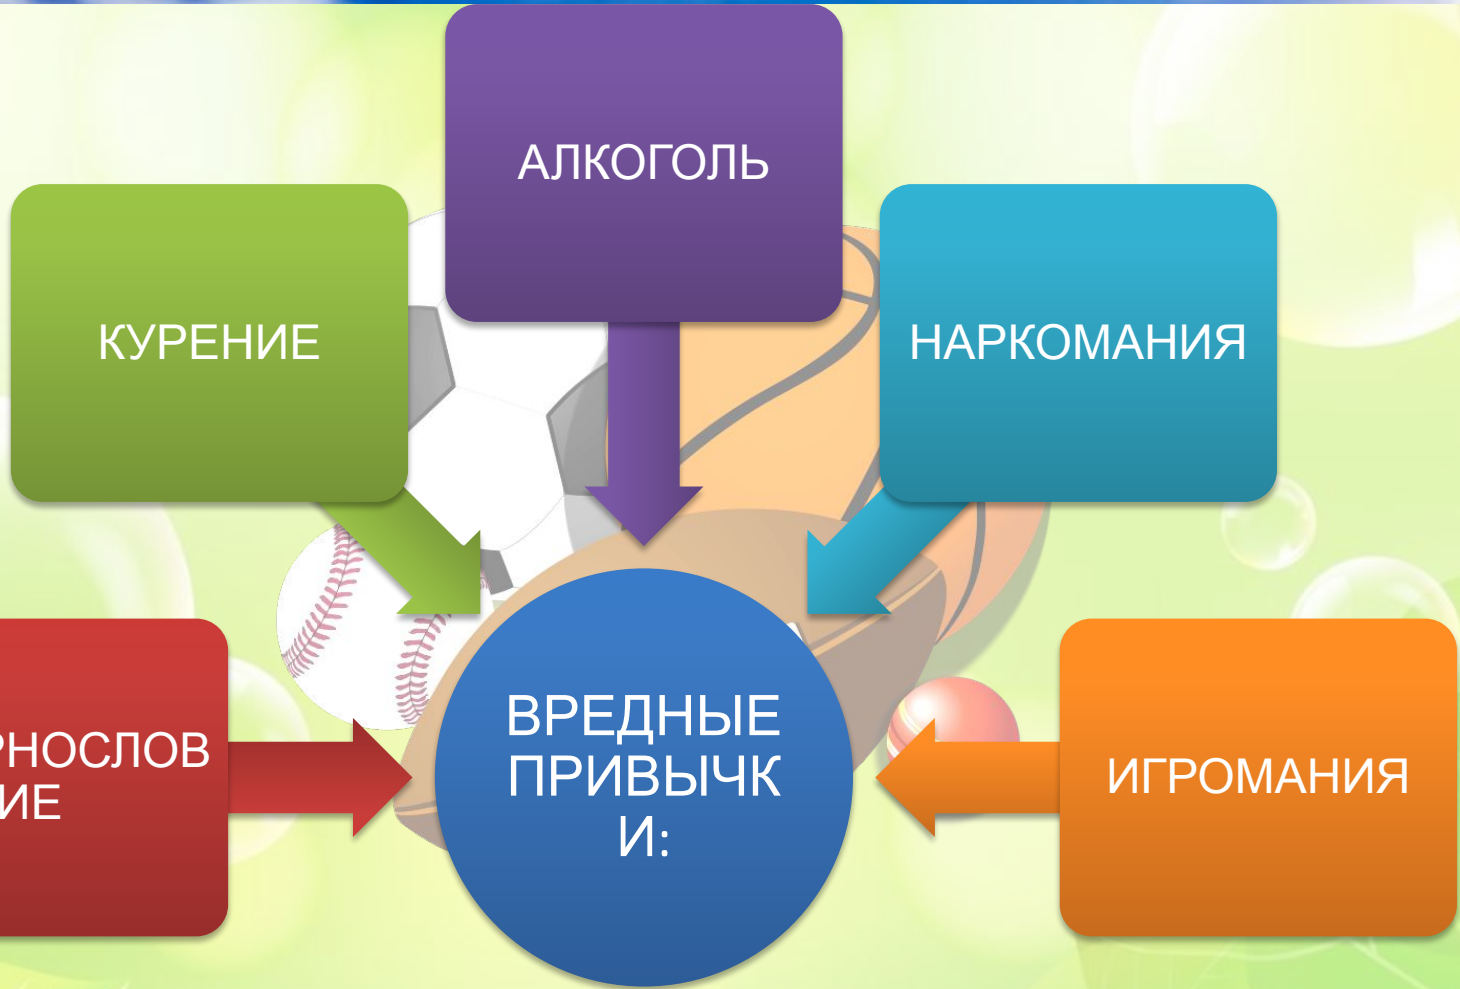 АЛКОГОЛЬ
КУРЕНИЕ
НАРКОМАНИЯ
РНОСЛОВ
ИЕ
ВРЕДНЫЕ
ПРИВЫЧК
И:
ИГРОМАНИЯ